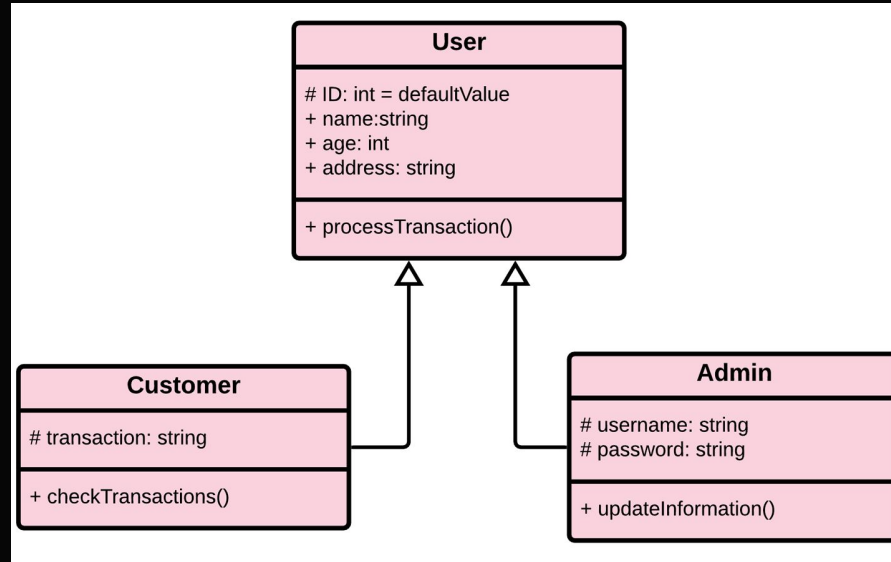 User
# ID: int = defaultValue
+ name:string
+ age: int
+ address: string
+ processTransaction()
Customer
# transaction: string
+ checkTransactions()
Admin
# username: string
# password: string
+ updateInformation()